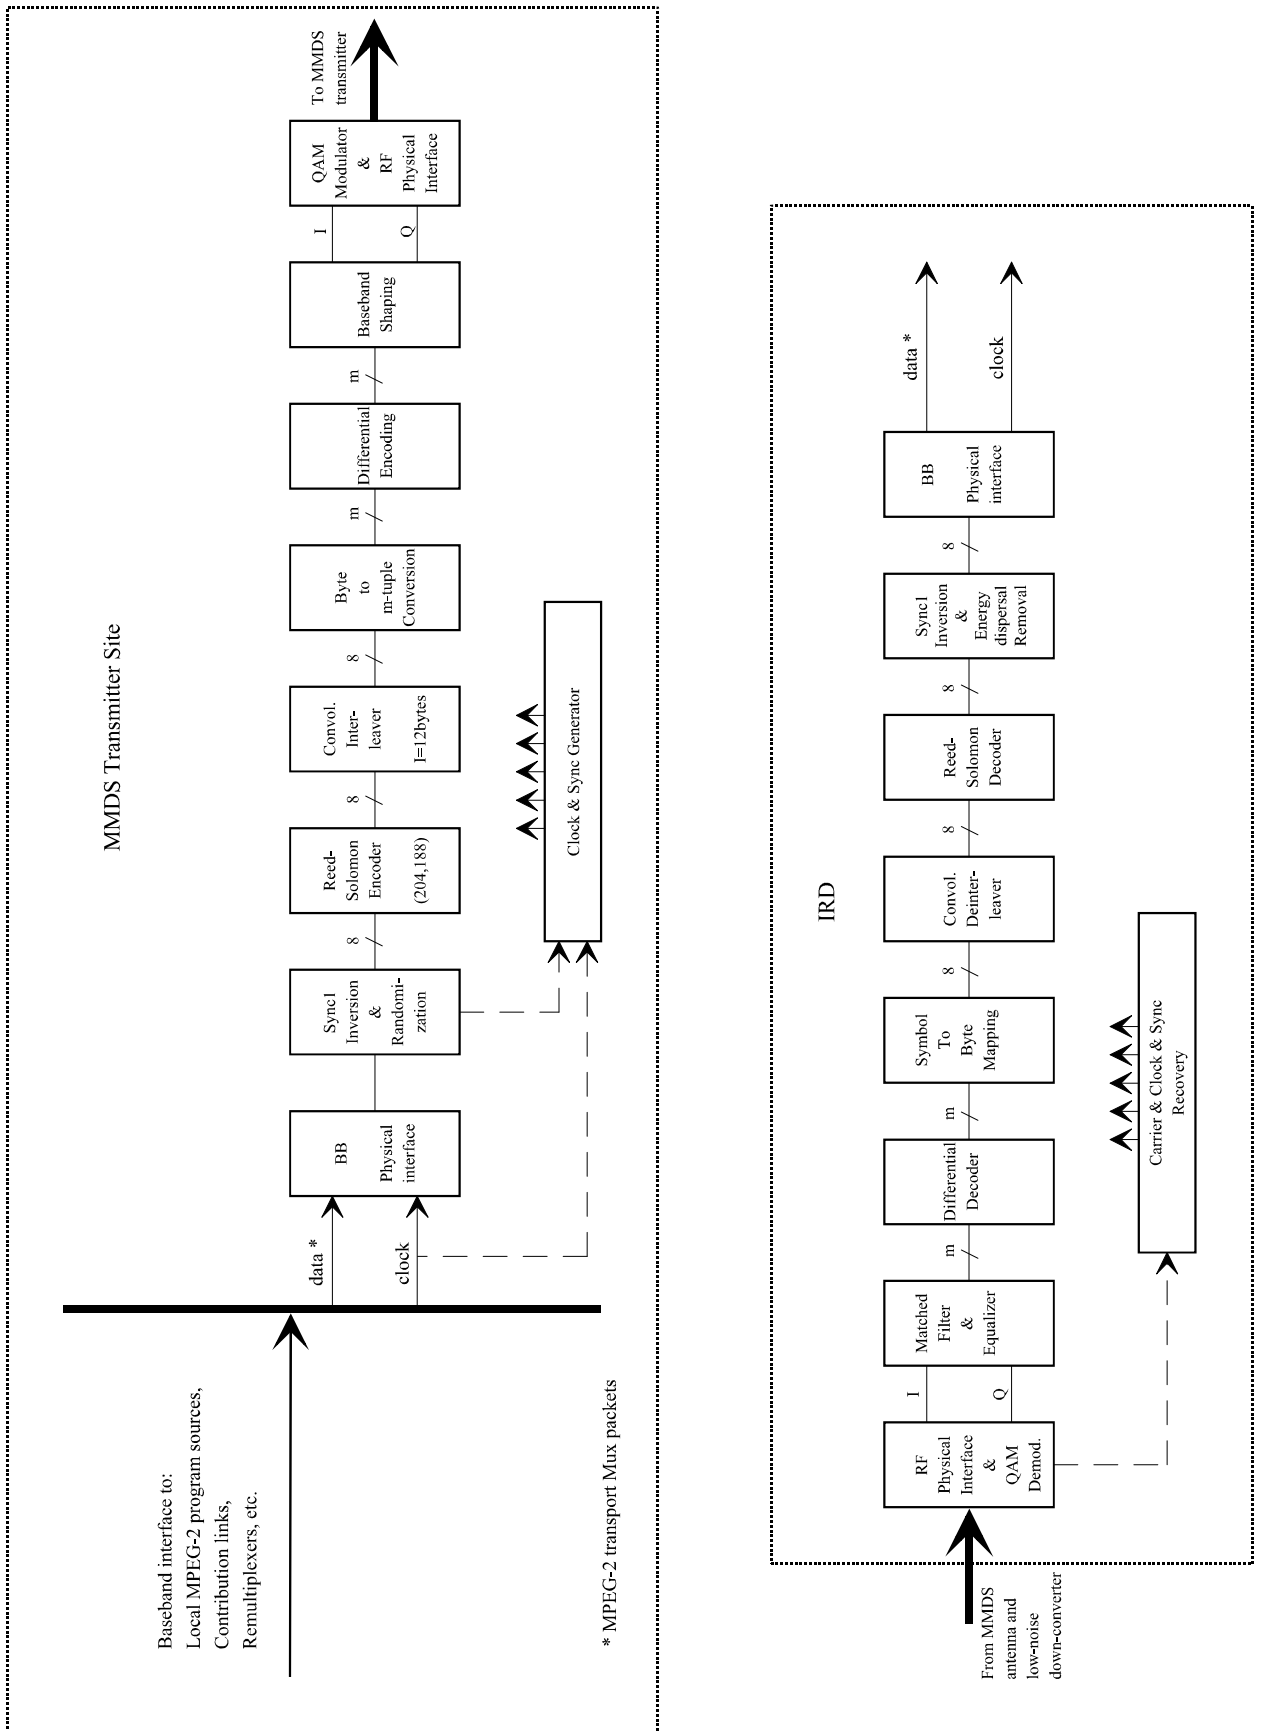 MMDS Transmitter Site
Baseband interface to:
Local MPEG-2 program sources,
Contribution links,
Remultiplexers, etc.
data *
clock
BB
Physical
interface
Sync1
Inversion
&
Randomi-
zation
8
Reed-
Solomon
Encoder
(204,188)
8
Convol.
Inter-
leaver
I=12bytes
8
Byte
to
m-tuple
Conversion
m
Differential
Encoding
m
Baseband
Shaping
I
Q
QAM
Modulator
&
RF
Physical
Interface
To MMDS
transmitter
Clock & Sync Generator
* MPEG-2 transport Mux packets
IRD
From MMDS
antenna and
low-noise
down-converter
RF
Physical
Interface
&
QAM
Demod.
I
Q
Matched
Filter
&
Equalizer
m
Differential
Decoder
m
Symbol
To
Byte
Mapping
8
Convol.
Deinter-
leaver
8
Reed-
Solomon
Decoder
8
Sync1
Inversion
&
Energy
dispersal
Removal
8
BB
Physical
interface
data *
clock
Carrier & Clock & Sync
Recovery